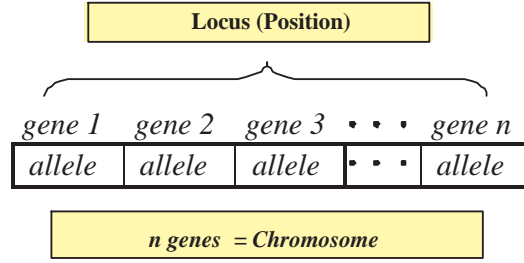 Locus (Position)
gene 1 gene 2 gene 3 • • • gene n
allele allele allele • • • allele
n genes = Chromosome